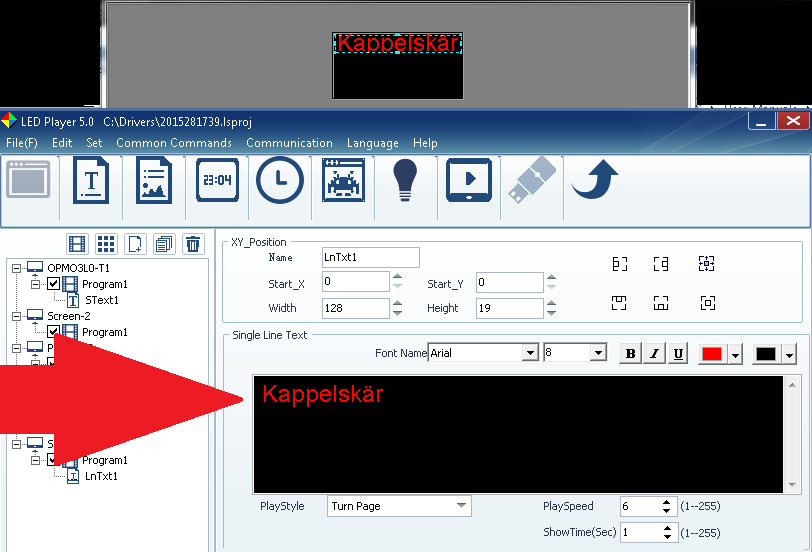 Kappelskär
LED Player 5.0 C:\Drivers\2015281739.lsproj
File(F) Edit Set Common Commands Communication Language Help
T 23:04
XY_Position
OPMO3L0-T1
Program1
SText1
Screen-2
Program1
Program1
LnTxt1
Name LnTxt1
Start_X 0 Start_Y 0
Width 128 Height 19
Single Line Text
Font Name Arial 8 B I U
Kappelskär
PlayStyle Turn Page PlaySpeed 6 (1--255)
ShowTime(Sec) 1 (1--255)